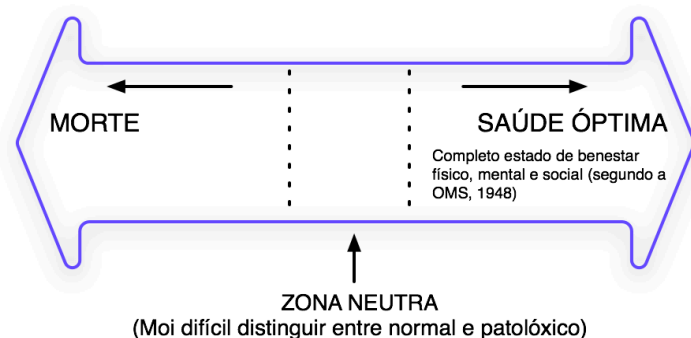 MORTE
SAÚDE ÓPTIMA
Completo estado de benestar
físico, mental e social (segundo a
OMS, 1948)
ZONA NEUTRA
(Moi difícil distinguir entre normal e patolóxico)